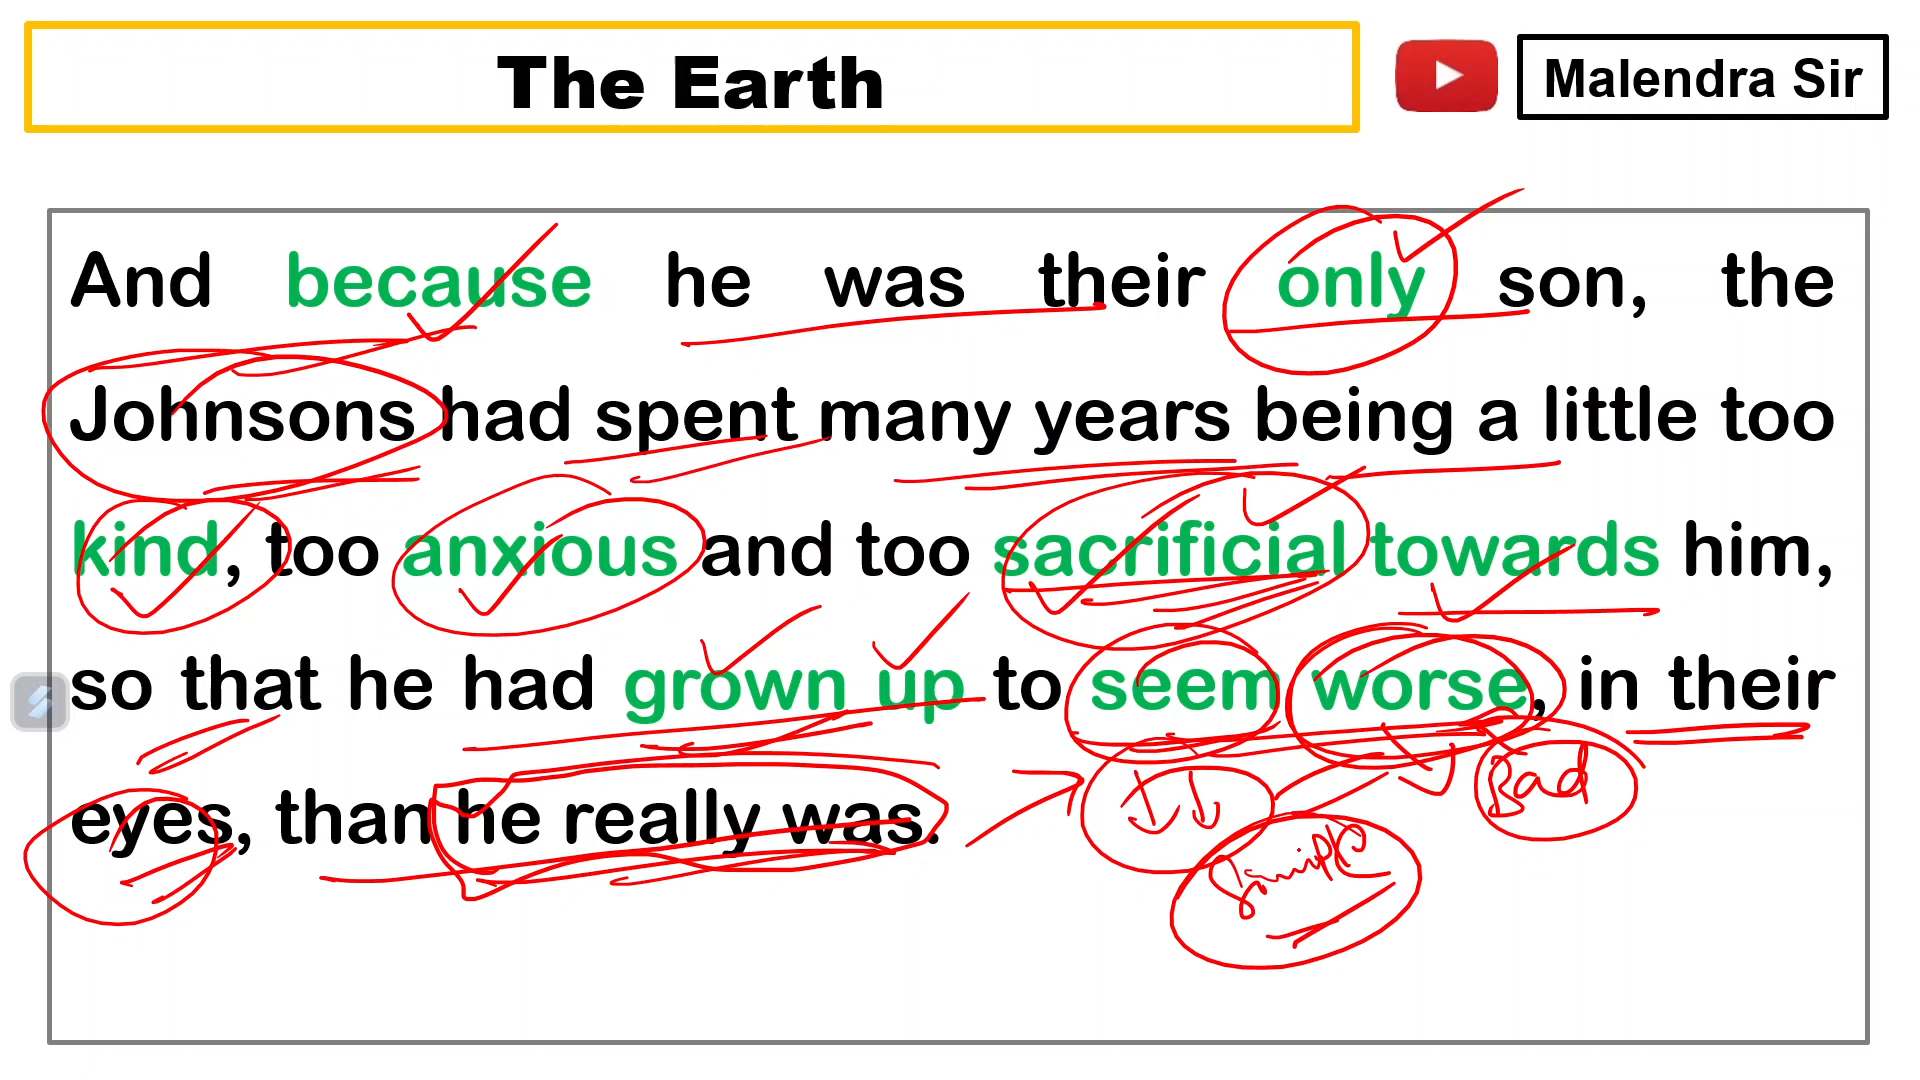 The Earth
Malendra Sir
And because he was their only son, the
Johnsons had spent many years being a little too
kind, too anxious and too sacrificial towards him,
so that he had grown up to seem worse, in their
eyes, than he really was.
Bad